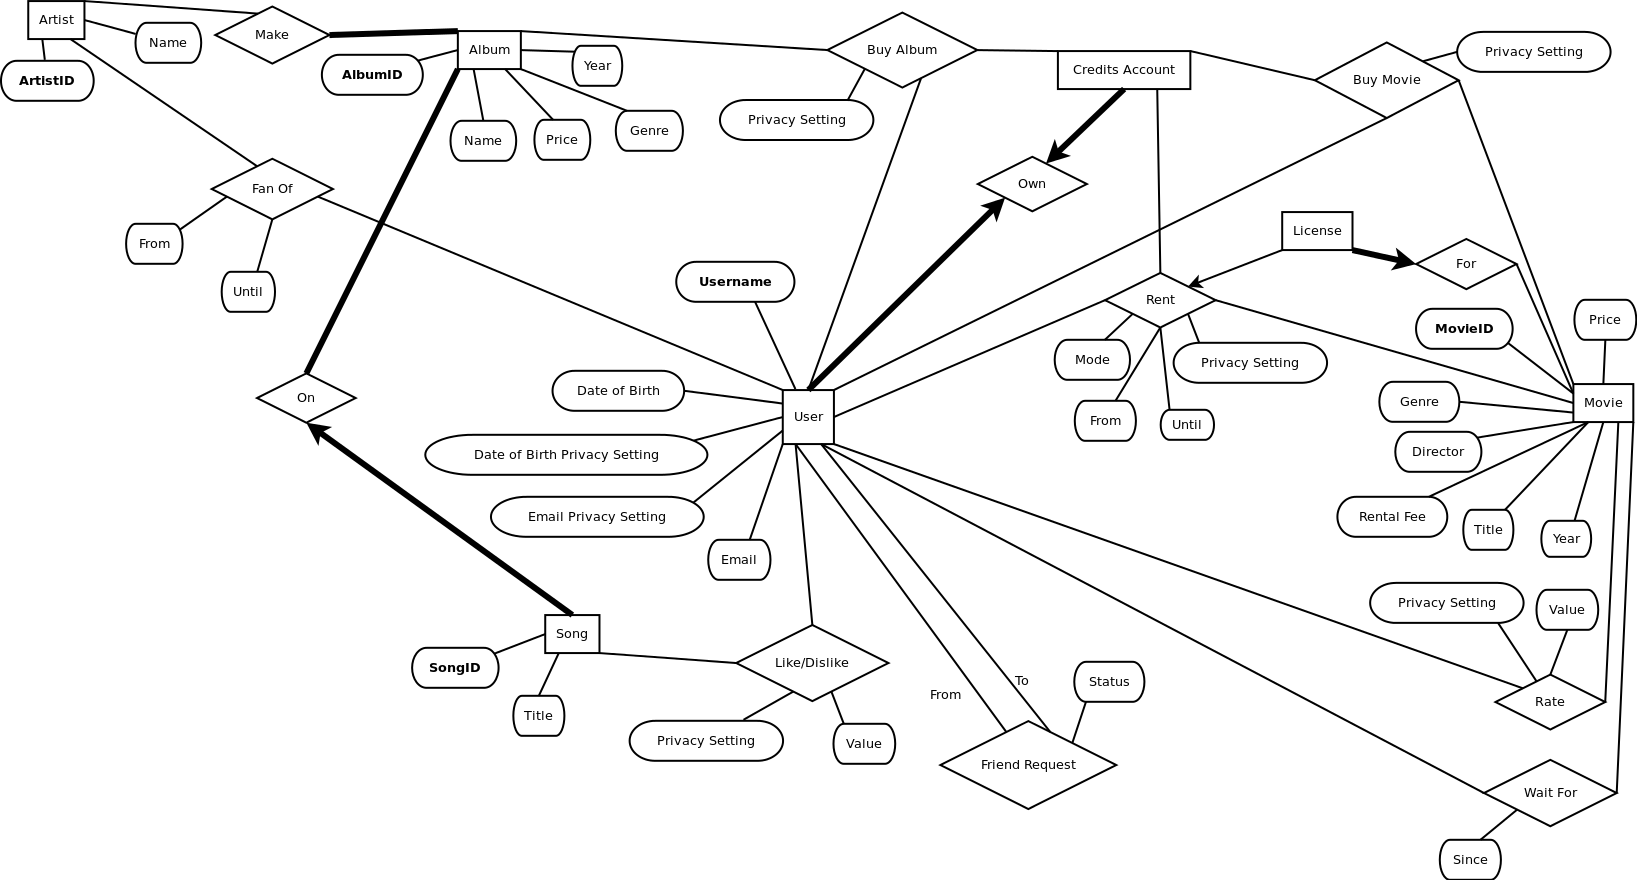 Artist
Name
Make
ArtistID
Album
AlbumID
Year
Name
Price
Genre
Buy Album
Privacy Setting
Credits Account
Buy Movie
Privacy Setting
Own
Fan Of
From
Until
License
For
Username
Rent
Mode
Privacy Setting
From
Until
MovieID
Price
Movie
Genre
Director
Rental Fee
Title
Year
On
Date of Birth
User
Date of Birth Privacy Setting
Email Privacy Setting
Email
Song
SongID
Title
Like/Dislike
Privacy Setting
Value
From
To
Status
Friend Request
Privacy Setting
Value
Rate
Wait For
Since